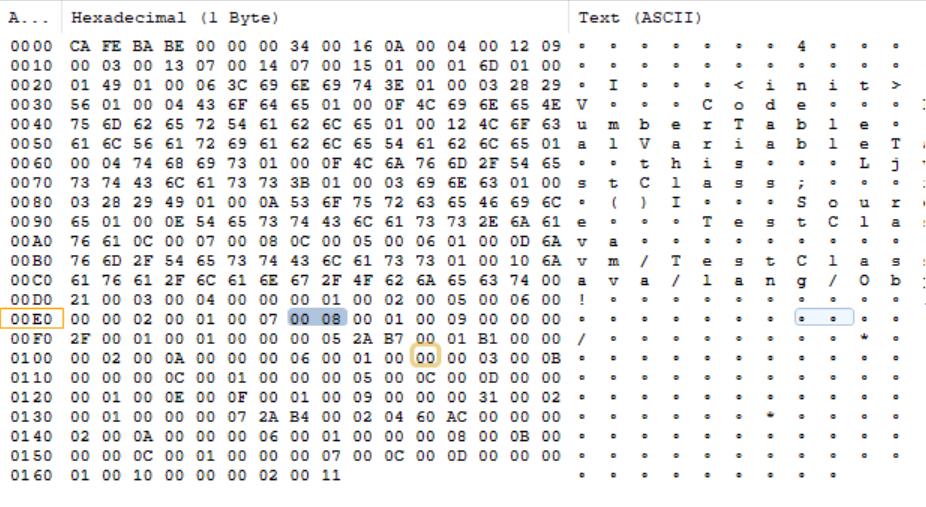 A... Hexadecimal (1 Byte) Text (ASCII)
0000 CA FE BA BE 00 00 00 34 00 16 0A 00 04 00 12 09 ∘ ∘ ∘ ∘ ∘ ∘ ∘ 4 ∘ ∘ ∘
0010 00 03 00 13 07 00 14 07 00 15 01 00 01 6D 01 00 ∘ ∘ ∘ ∘ ∘ ∘ ∘ ∘ ∘ ∘ ∘
0020 01 49 01 00 06 3C 69 6E 69 74 3E 01 00 03 28 29 ∘ I ∘ ∘ ∘ < i n i t >
0030 56 01 00 04 43 6F 64 65 01 00 0F 4C 69 6E 65 4E V ∘ ∘ ∘ C o d e ∘ ∘ ∘
0040 75 6D 62 65 72 54 61 62 6C 65 01 00 12 4C 6F 63 u m b e r T a b l e ∘
0050 61 6C 56 61 72 69 61 62 6C 65 54 61 62 6C 65 01 a l V a r i a b l e T
0060 00 04 74 68 69 73 01 00 0F 4C 6A 76 6D 2F 54 65 ∘ ∘ t h i s ∘ ∘ ∘ L j
0070 73 74 43 6C 61 73 73 3B 01 00 03 69 6E 63 01 00 s t C l a s s ; ∘ ∘ ∘
0080 03 28 29 49 01 00 0A 53 6F 75 72 63 65 46 69 6C ∘ ( ) I ∘ ∘ ∘ S o u r
0090 65 01 00 0E 54 65 73 74 43 6C 61 73 73 2E 6A 61 e ∘ ∘ ∘ T e s t C l a s
00A0 76 61 0C 00 07 00 08 0C 00 05 00 06 01 00 0D 6A v a ∘ ∘ ∘ ∘ ∘ ∘ ∘ ∘ ∘
00B0 76 6D 2F 54 65 73 74 43 6C 61 73 73 01 00 10 6A v m / T e s t C l a s
00C0 61 76 61 2F 6C 61 6E 67 2F 4F 62 6A 65 63 74 00 a v a / l a n g / O b
00D0 21 00 03 00 04 00 00 00 01 00 02 00 05 00 06 00 ! ∘ ∘ ∘ ∘ ∘ ∘ ∘ ∘ ∘ ∘
00E0 00 00 02 00 01 00 07 00 08 00 01 00 09 00 00 00 ∘ ∘ ∘ ∘ ∘ ∘ ∘ ∘ ∘ ∘ ∘
00F0 2F 00 01 00 01 00 00 00 05 2A B7 00 01 B1 00 00 / ∘ ∘ ∘ ∘ ∘ ∘ ∘ ∘ * ∘
0100 00 02 00 0A 00 00 00 06 00 01 00 00 00 03 00 0B ∘ ∘ ∘ ∘ ∘ ∘ ∘ ∘ ∘ ∘ ∘
0110 00 00 00 0C 00 01 00 00 00 05 00 0C 00 0D 00 00 ∘ ∘ ∘ ∘ ∘ ∘ ∘ ∘ ∘ ∘ ∘
0120 00 01 00 0E 00 0F 00 01 00 09 00 00 00 31 00 02 ∘ ∘ ∘ ∘ ∘ ∘ ∘ ∘ ∘ ∘ ∘
0130 00 01 00 00 00 07 2A B4 00 02 04 60 AC 00 00 00 ∘ ∘ ∘ ∘ ∘ ∘ * ∘ ∘ ∘ ∘
0140 02 00 0A 00 00 00 06 00 01 00 00 00 08 00 0B 00 ∘ ∘ ∘ ∘ ∘ ∘ ∘ ∘ ∘ ∘ ∘
0150 00 00 0C 00 01 00 00 00 07 00 0C 00 0D 00 00 00 ∘ ∘ ∘ ∘ ∘ ∘ ∘ ∘ ∘ ∘ ∘
0160 01 00 10 00 00 00 02 00 11 ∘ ∘ ∘ ∘ ∘ ∘ ∘ ∘ ∘